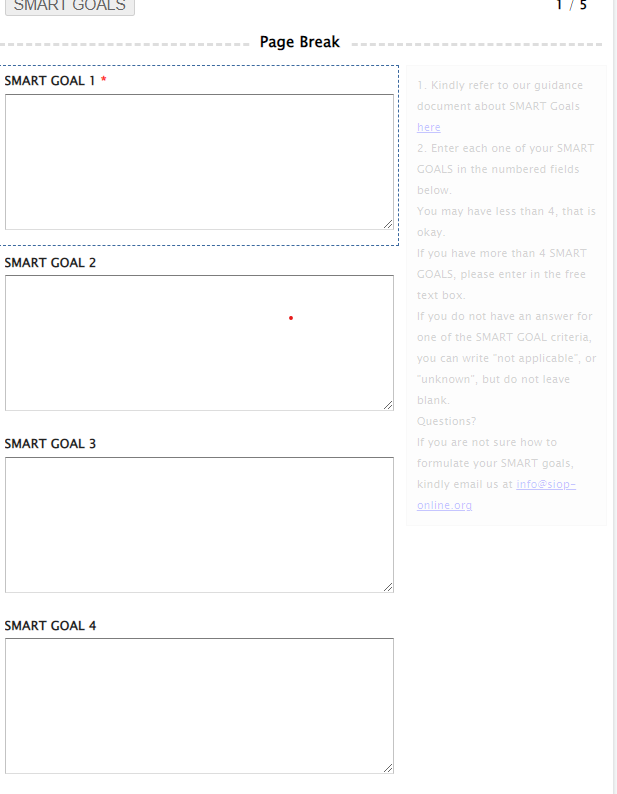 SMART GOALS
1 / 5
Page Break
SMART GOAL 1 *
1. Kindly refer to our guidance
document about SMART Goals
here
2. Enter each one of your SMART
GOALS in the numbered fields
below.
You may have less than 4, that is
okay.
If you have more than 4 SMART
GOALS, please enter in the free
text box.
If you do not have an answer for
one of the SMART GOAL criteria,
you can write "not applicable", or
"unknown", but do not leave
blank.
Questions?
If you are not sure how to
formulate your SMART goals,
kindly email us at info@siop-
online.org
SMART GOAL 2
SMART GOAL 3
SMART GOAL 4